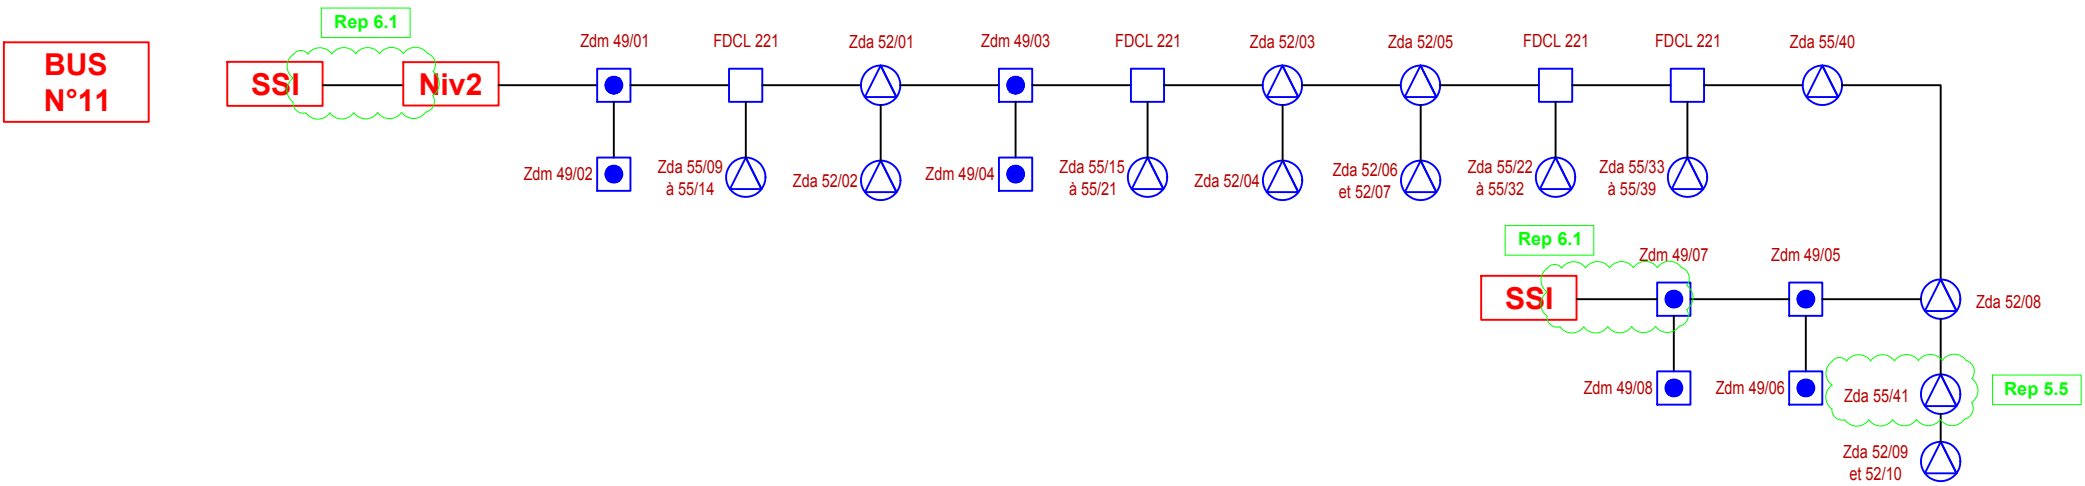 BUS
N°11
Rep 6.1
SSI
Niv2
Zdm 49/01
FDCL 221
Zda 52/01
Zdm 49/03
FDCL 221
Zda 52/03
Zda 52/05
FDCL 221
FDCL 221
Zda 55/40
Zdm 49/02
Zda 55/09
à 55/14
Zda 52/02
Zdm 49/04
Zda 55/15
à 55/21
Zda 52/04
Zda 52/06
et 52/07
Zda 55/22
à 55/32
Zda 55/33
à 55/39
Rep 6.1
Zdm 49/07
Zdm 49/05
SSI
Zda 52/08
Zdm 49/08
Zdm 49/06
Zda 55/41
Rep 5.5
Zda 52/09
et 52/10